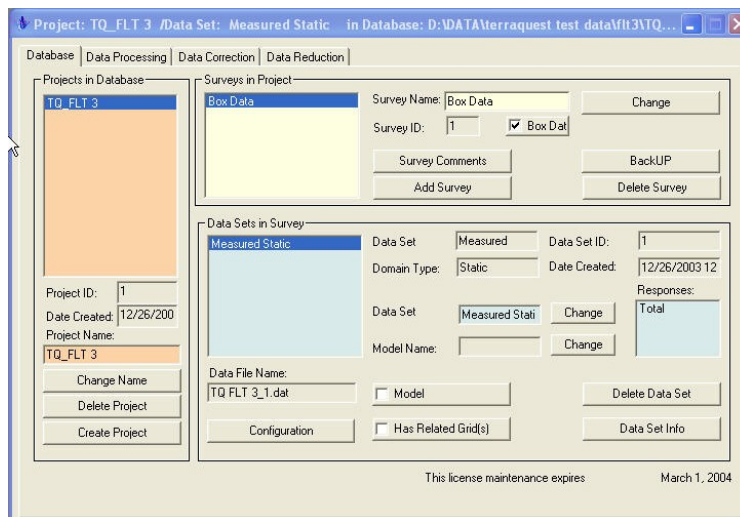 Project: TQ_FLT 3 /Data Set: Measured Static in Database: D:\DATA\terraquest test data\flt3\TQ...
Database Data Processing Data Correction Data Reduction
Projects in Database
TQ_FLT 3
Project ID: 1
Date Created: 12/26/200
Project Name:
TQ_FLT 3
Change Name
Delete Project
Create Project
Surveys in Project
Box Data
Survey Name: Box Data
Change
Survey ID: 1
Box Dat
Survey Comments
BackUP
Add Survey
Delete Survey
Data Sets in Survey
Measured Static
Data Set Measured
Data Set ID: 1
Domain Type: Static
Date Created: 12/26/2003 12
Responses:
Total
Data Set Measured Stati
Change
Model Name:
Change
Data File Name:
TQ FLT 3_1.dat
Model
Delete Data Set
Configuration
Has Related Grid(s)
Data Set Info
This license maintenance expires March 1, 2004